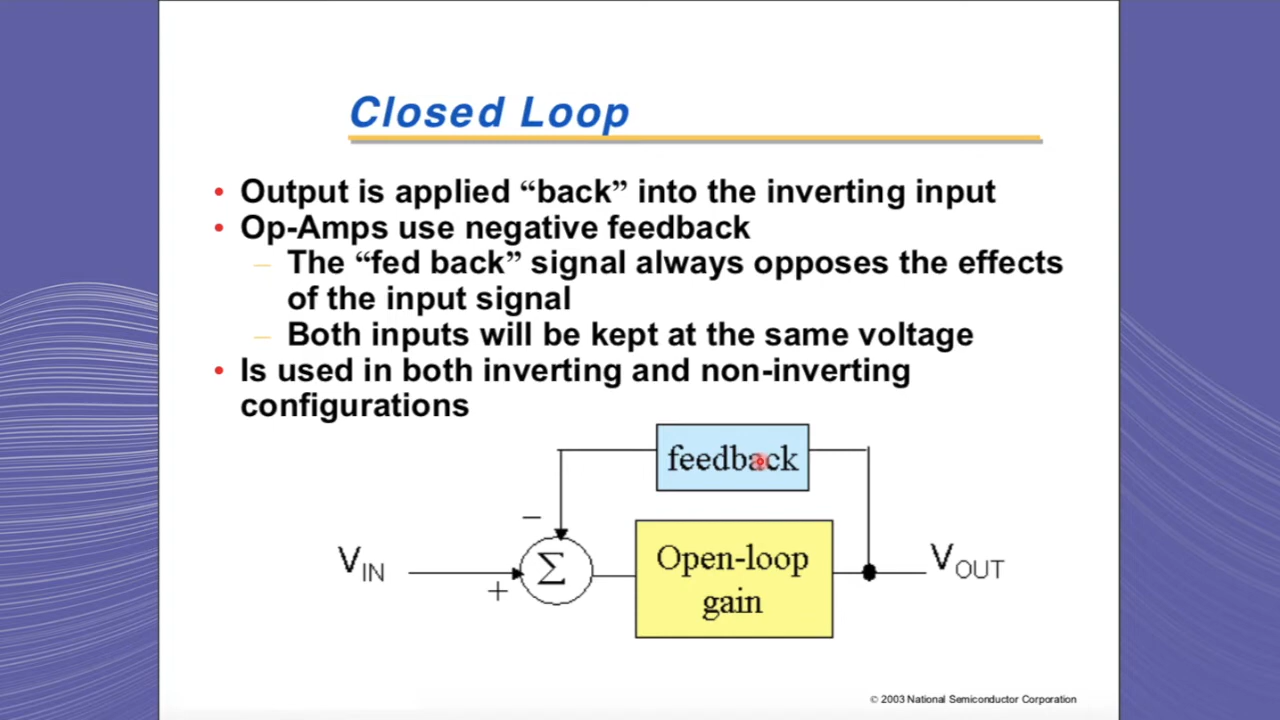 Closed Loop
• Output is applied “back” into the inverting input
• Op-Amps use negative feedback
– The “fed back” signal always opposes the effects
of the input signal
– Both inputs will be kept at the same voltage
• Is used in both inverting and non-inverting
configurations
feedback
−
VIN
+
Σ
Open-loop
gain
VOUT
© 2003 National Semiconductor Corporation